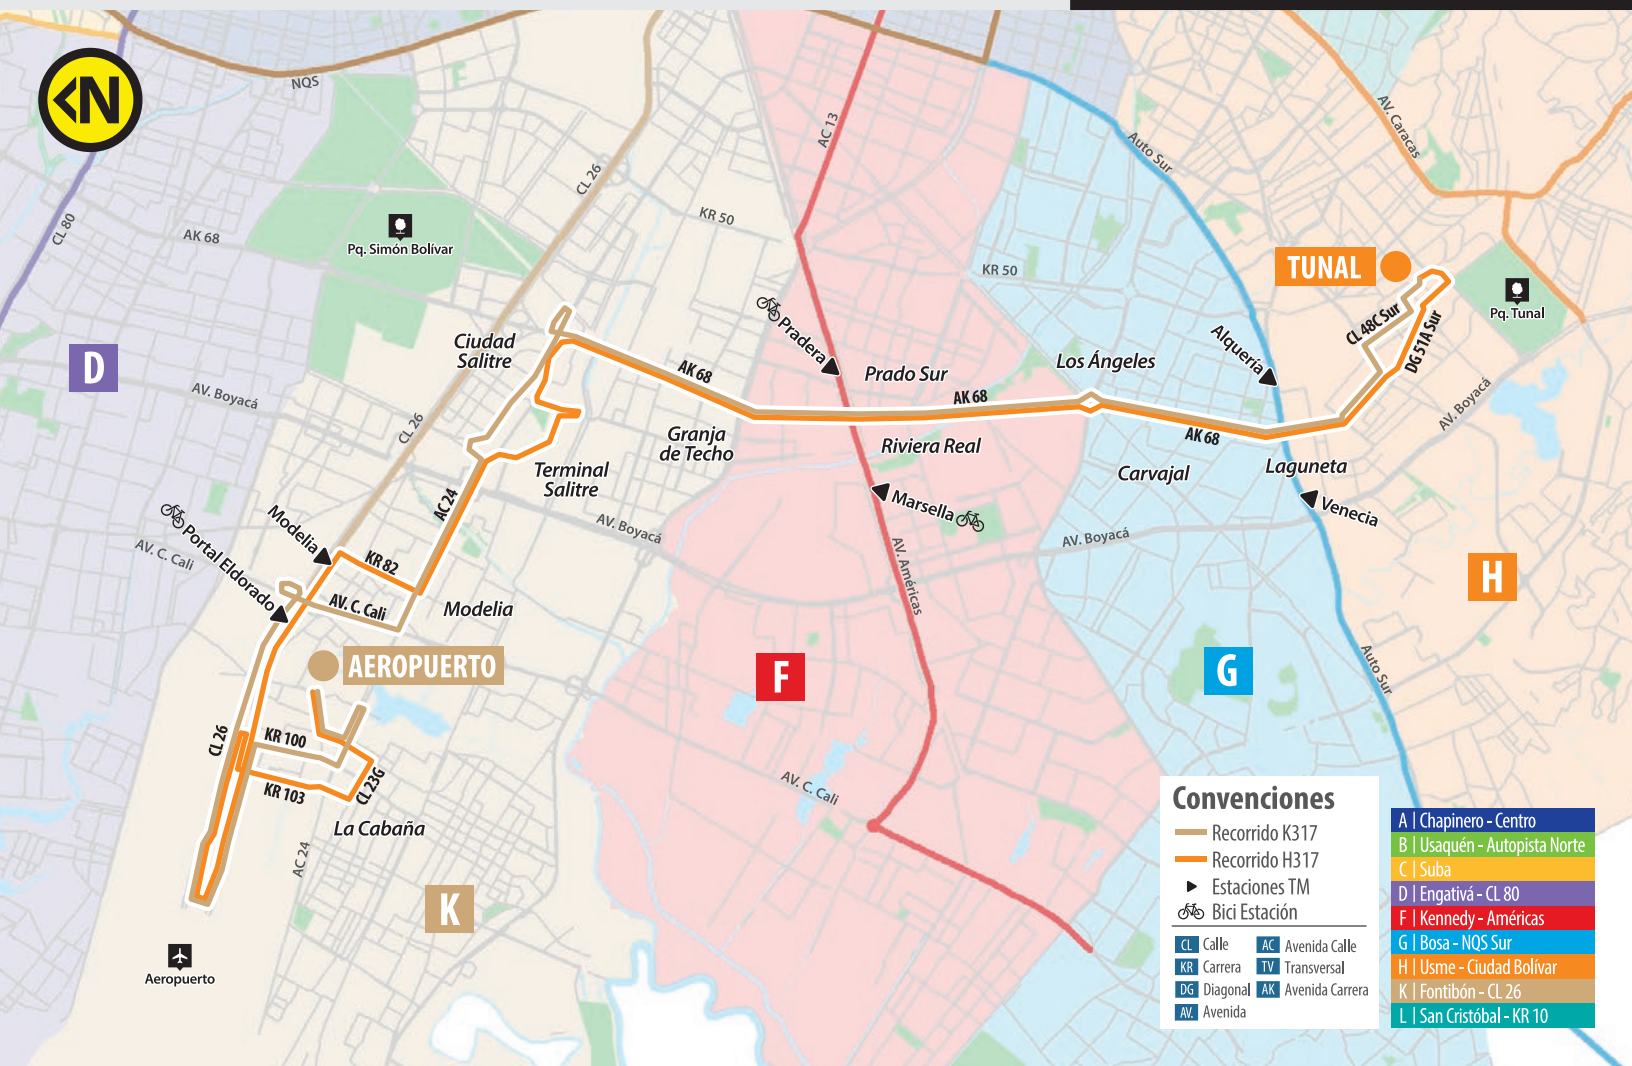 N
NQS
CL 80
AK 68
Pq. Simón Bolívar
CL 26
KR 50
AC 13
Auto Sur
AV. Caracas
KR 50
TUNAL
Pq. Tunal
CL 48C Sur
DG 51A Sur
Ciudad
Salitre
D
AV. Boyacá
CL 26
AK 68
Pradera
Prado Sur
AK 68
Los Ángeles
Alquería
AK 68
AV. Boyacá
Granja
de Techo
Riviera Real
Carvajal
Laguneta
Terminal
Salitre
AC 24
Marsella
Venecia
AV. Boyacá
AV. Boyacá
Modelia
Portal Eldorado
AV. C. Cali
KR 82
AV. C. Cali
Modelia
AV. Américas
H
AEROPUERTO
F
G
Auto Sur
CL 26
KR 100
KR 103
CL 23G
La Cabaña
AC 24
AV. C. Cali
K
Aeropuerto
Convenciones
Recorrido K317
Recorrido H317
Estaciones TM
Bici Estación
CL Calle
AC Avenida Calle
KR Carrera
TV Transversal
DG Diagonal
AK Avenida Carrera
AV. Avenida
A | Chapinero - Centro
B | Usaquén - Autopista Norte
C | Suba
D | Engativá - CL 80
F | Kennedy - Américas
G | Bosa - NQS Sur
H | Usme - Ciudad Bolívar
K | Fontibón - CL 26
L | San Cristóbal - KR 10